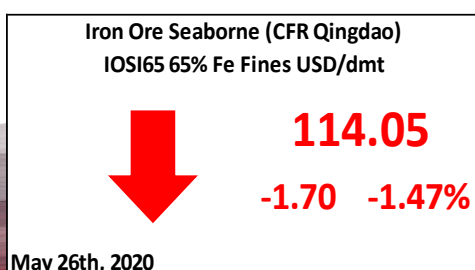 Iron Ore Seaborne (CFR Qingdao)
IOSI65 65% Fe Fines USD/dmt
114.05
-1.70 -1.47%
May 26th, 2020